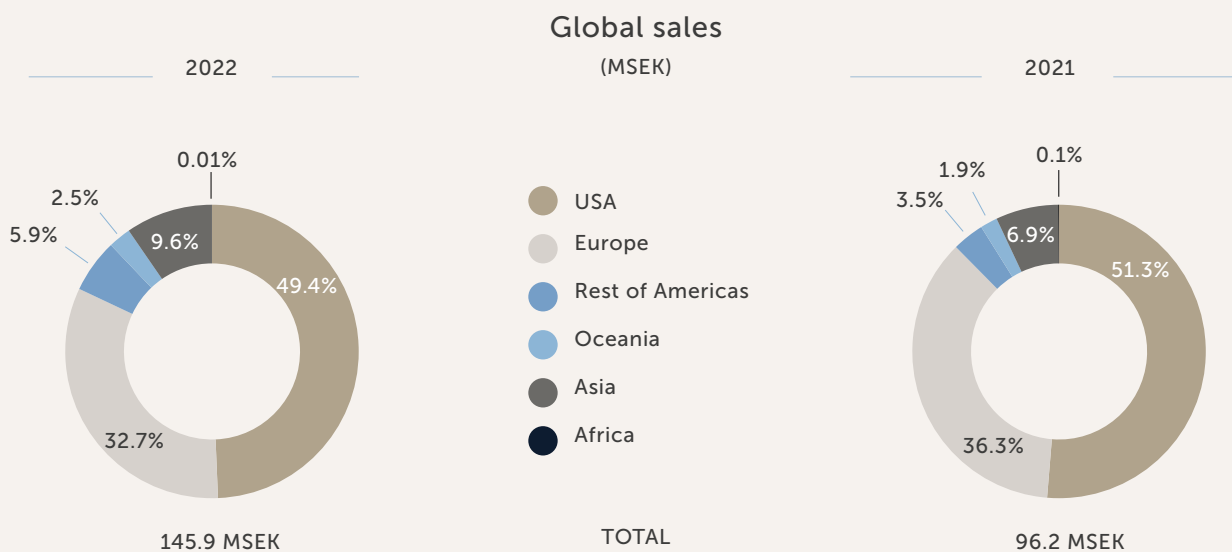 Global sales
(MSEK)
2022
2021
0.01%
2.5%
5.9%
9.6%
49.4%
32.7%
USA
Europe
Rest of Americas
Oceania
Asia
Africa
0.1%
1.9%
3.5%
6.9%
51.3%
36.3%
145.9 MSEK
TOTAL
96.2 MSEK